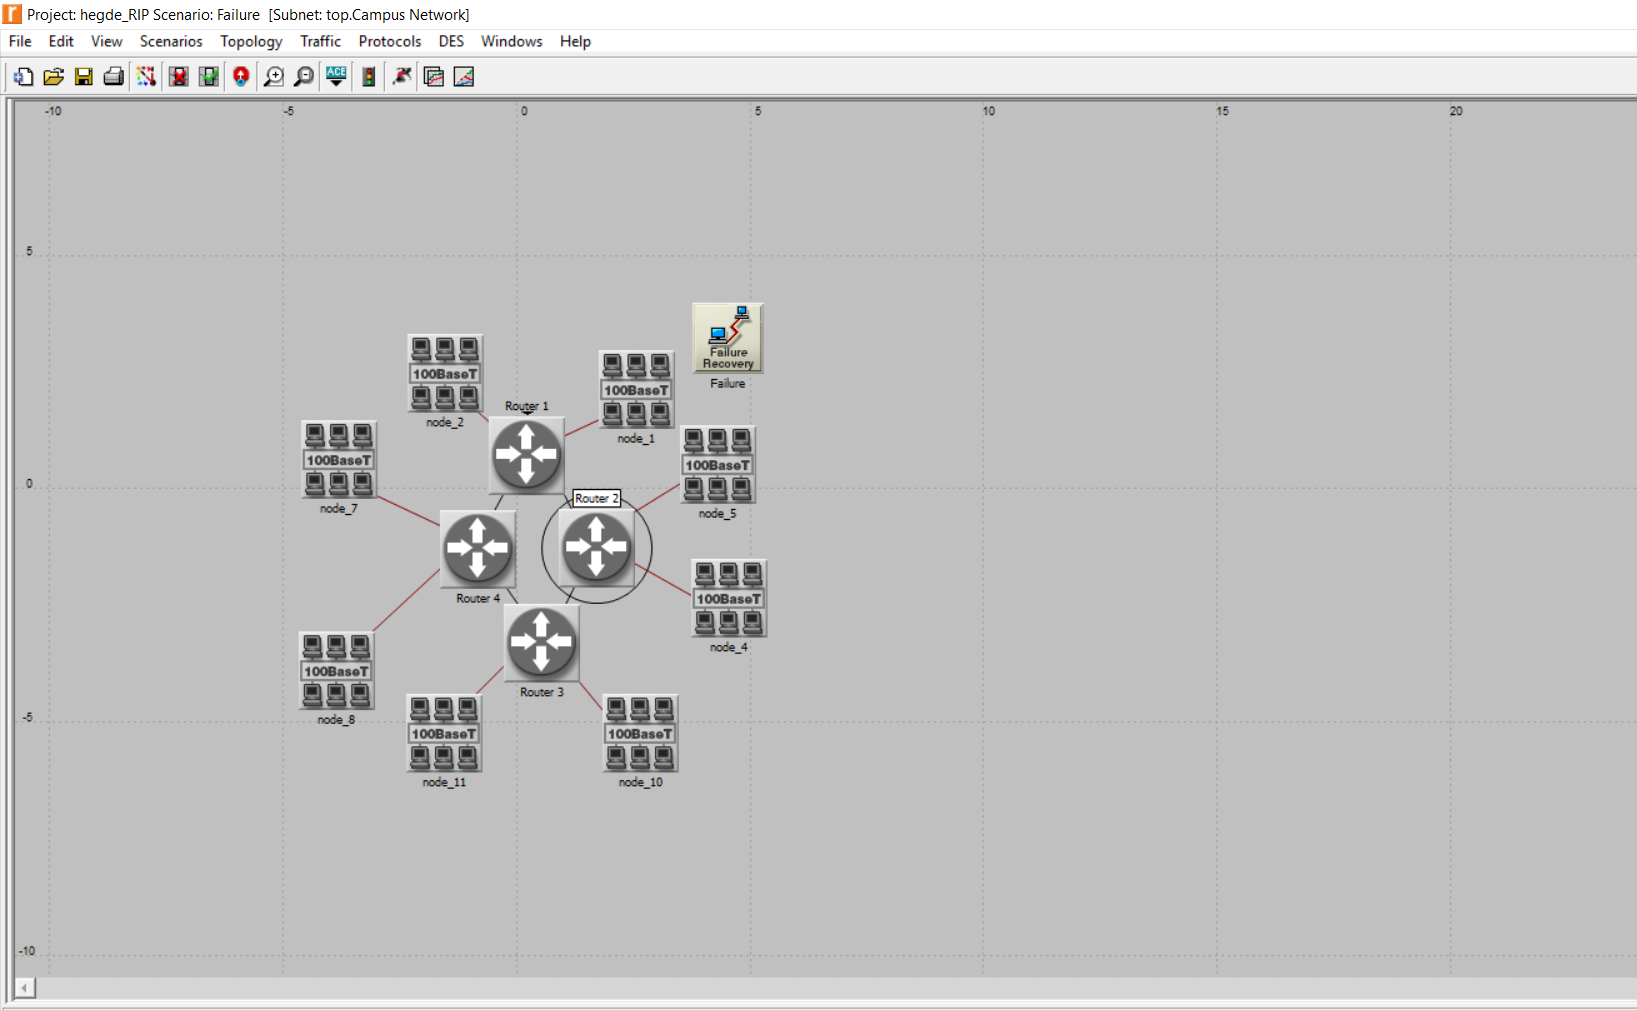 Project: hegde_RIP Scenario: Failure [Subnet: top.Campus Network]
File Edit View Scenarios Topology Traffic Protocols DES Windows Help
ACE
-10 -5 0 5 10 15 20
5
Failure
Recovery
Failure
100BaseT
node_2
Router 1
100BaseT
node_1
100BaseT
node_7
100BaseT
node_5
0
Router 2
Router 4
100BaseT
node_4
100BaseT
node_8
Router 3
-5
100BaseT
node_11
100BaseT
node_10
-10